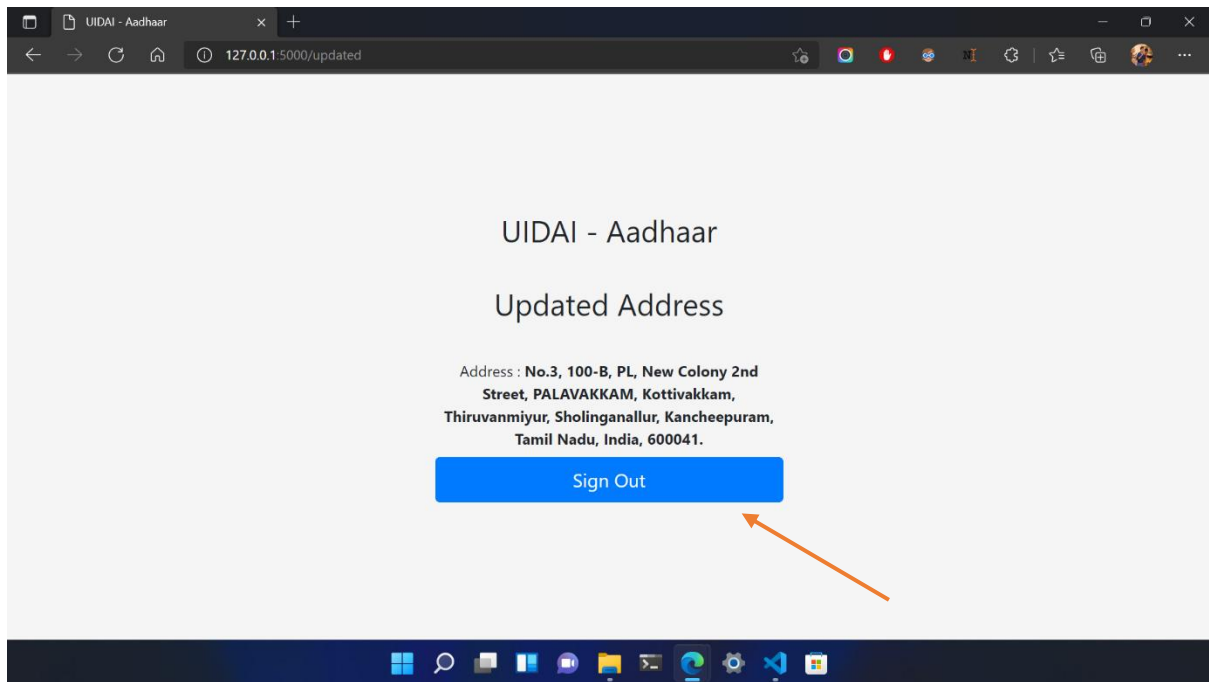 UIDAI - Aadhaar
127.0.0.1:5000/updated
UIDAI - Aadhaar
Updated Address
Address : No.3, 100-B, PL, New Colony 2nd
Street, PALAVAKKAM, Kottivakkam,
Thiruvanmiyur, Sholinganallur, Kancheepuram,
Tamil Nadu, India, 600041.
Sign Out